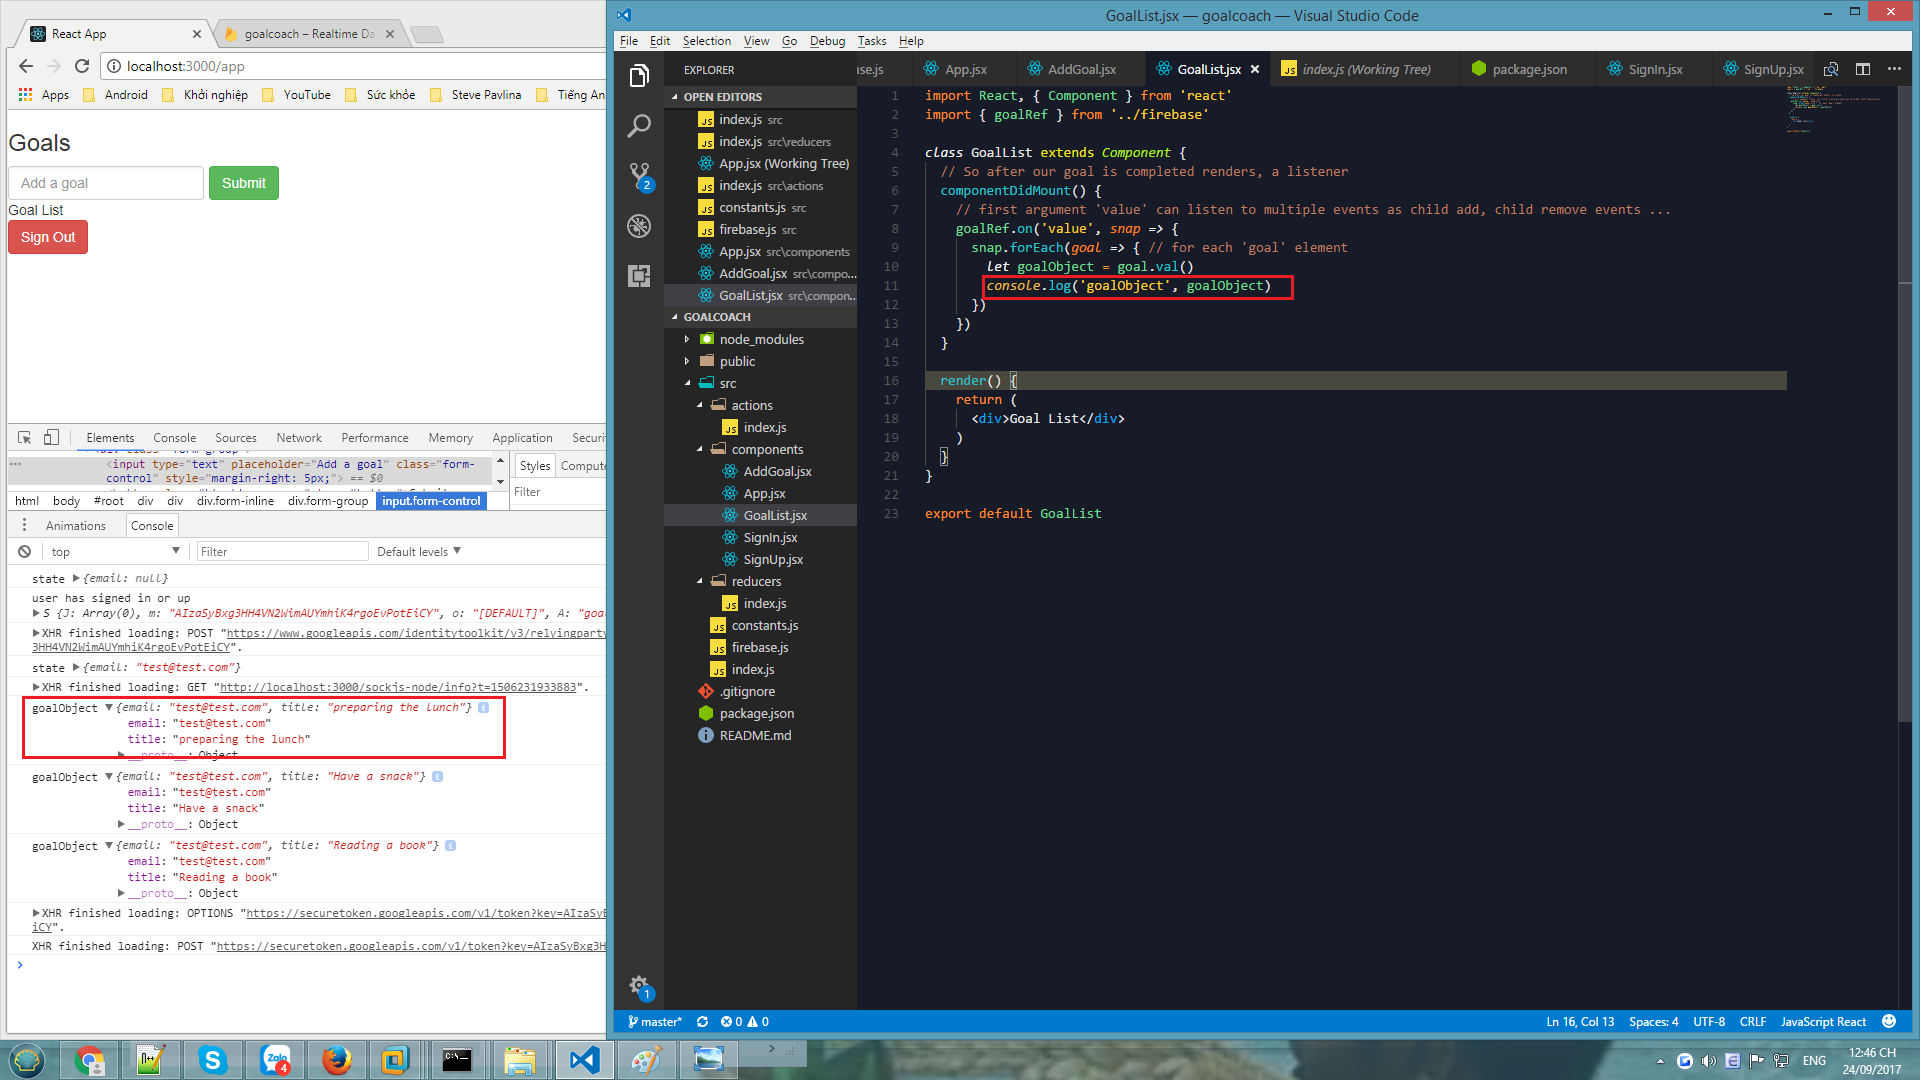 React App
goalcoach – Realtime Da
localhost:3000/app
Apps Android Khởi nghiệp YouTube Sức khỏe Steve Pavlina Tiếng An
Goals
Add a goal Submit
Goal List
Sign Out
Elements Console Sources Network Performance Memory Application Securi
<input type="text" placeholder="Add a goal" class="form-
control" style="margin-right: 5px;"> == $0
Styles Compute
Filter
html body #root div div div.form-inline div.form-group input.form-control
Animations Console
top Filter Default levels
state {email: null}
user has signed in or up
S {J: Array(0), m: "AIzaSyBxg3HH4VN2WimAUYmhiK4rgoEvPotEiCY", o: "[DEFAULT]", A: "goa
XHR finished loading: POST "https://www.googleapis.com/identitytoolkit/v3/relyingparty
3HH4VN2WimAUYmhiK4rgoEvPotEiCY".
state {email: "test@test.com"}
XHR finished loading: GET "http://localhost:3000/sockjs-node/info?t=1506231933883".
goalObject {email: "test@test.com", title: "preparing the lunch"}
email: "test@test.com"
title: "preparing the lunch"
__proto__: Object
goalObject {email: "test@test.com", title: "Have a snack"}
email: "test@test.com"
title: "Have a snack"
__proto__: Object
goalObject {email: "test@test.com", title: "Reading a book"}
email: "test@test.com"
title: "Reading a book"
__proto__: Object
XHR finished loading: OPTIONS "https://securetoken.googleapis.com/v1/token?key=AIzaSyB
iCY".
XHR finished loading: POST "https://securetoken.googleapis.com/v1/token?key=AIzaSyBxg3H
GoalList.jsx — goalcoach — Visual Studio Code
File Edit Selection View Go Debug Tasks Help
EXPLORER
OPEN EDITORS
index.js src
index.js src\reducers
App.jsx (Working Tree)
index.js src\actions
constants.js src
firebase.js src
App.jsx src\components
AddGoal.jsx src\compo...
GoalList.jsx src\compon...
GOALCOACH
node_modules
public
src
actions
index.js
components
AddGoal.jsx
App.jsx
GoalList.jsx
SignIn.jsx
SignUp.jsx
reducers
index.js
constants.js
firebase.js
index.js
.gitignore
package.json
README.md
2
1
se.js App.jsx AddGoal.jsx GoalList.jsx index.js (Working Tree) package.json SignIn.jsx SignUp.jsx
1 import React, { Component } from 'react'
2 import { goalRef } from '../firebase'
3
4 class GoalList extends Component {
5 // So after our goal is completed renders, a listener
6 componentDidMount() {
7 // first argument 'value' can listen to multiple events as child add, child remove events ...
8 goalRef.on('value', snap => {
9 snap.forEach(goal => { // for each 'goal' element
10 let goalObject = goal.val()
11 console.log('goalObject', goalObject)
12 })
13 })
14 }
15
16 render() {
17 return (
18 <div>Goal List</div>
19 )
20 }
21 }
22
23 export default GoalList
master* 0 0
Ln 16, Col 13 Spaces: 4 UTF-8 CRLF JavaScript React
Zalo 4
ENG
12:46 CH
24/09/2017